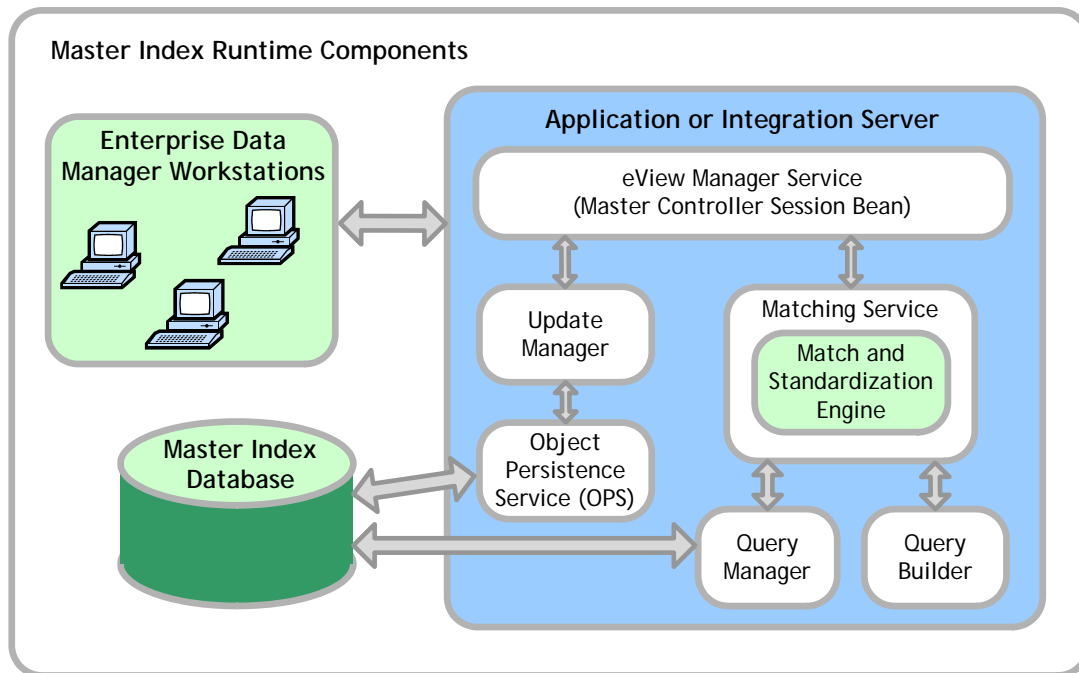 Master Index Runtime Components
Enterprise Data
Manager Workstations
Application or Integration Server
eView Manager Service
(Master Controller Session Bean)
Update
Manager
Matching Service
Match and
Standardization
Engine
Master Index
Database
Object
Persistence
Service (OPS)
Query
Manager
Query
Builder